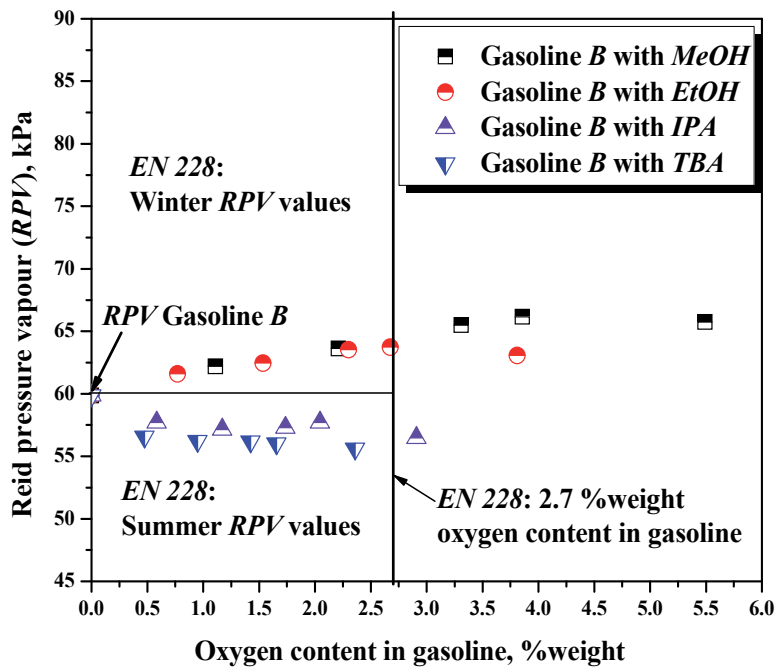 90
85
80
75
70
65
60
55
50
45
Reid pressure vapour (RPV), kPa
Gasoline B with MeOH
Gasoline B with EtOH
Gasoline B with IPA
Gasoline B with TBA
EN 228:
Winter RPV values
RPV Gasoline B
EN 228:
Summer RPV values
EN 228: 2.7 %weight
oxygen content in gasoline
0.0 0.5 1.0 1.5 2.0 2.5 3.0 3.5 4.0 4.5 5.0 5.5 6.0
Oxygen content in gasoline, %weight